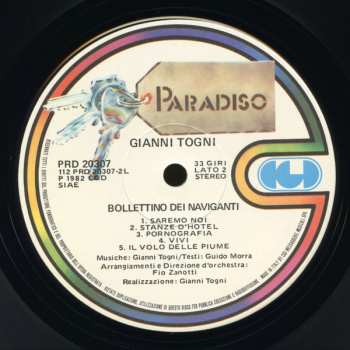 PARADISO
GIANNI TOGNI
PRD 20307
112 PRD 20307-2L
P 1982 CGD
SIAE
33 GIRI
LATO 2
STEREO
BOLLETTINO DEI NAVIGANTI
1. SAREMO NOI
2. STANZE D'HOTEL
3. PORNOGRAFIA
4. VIVI
5. IL VOLO DELLE PIUME
Musiche: Gianni Togni/Testi: Guido Morra
Arrangiamenti e Direzione d'orchestra:
Fio Zanotti
Realizzazione: Gianni Togni